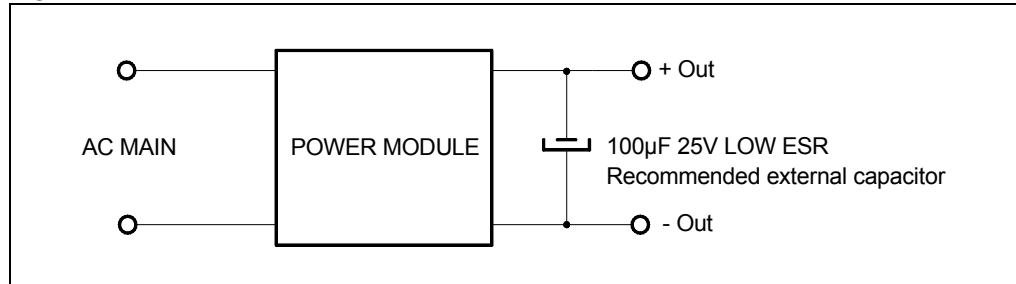 + Out
AC MAIN
POWER MODULE
100µF 25V LOW ESR
Recommended external capacitor
- Out